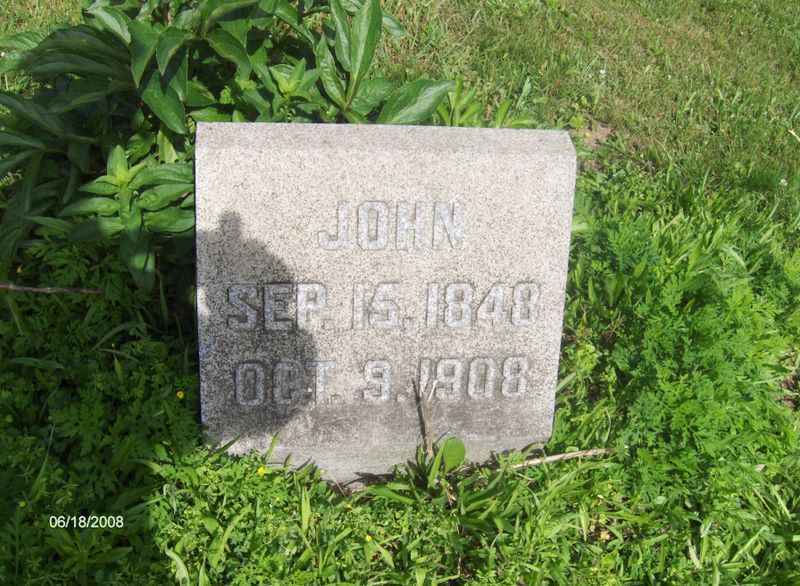 JOHN
SEP. 15. 1848
OCT. 9. 1908
06/18/2008